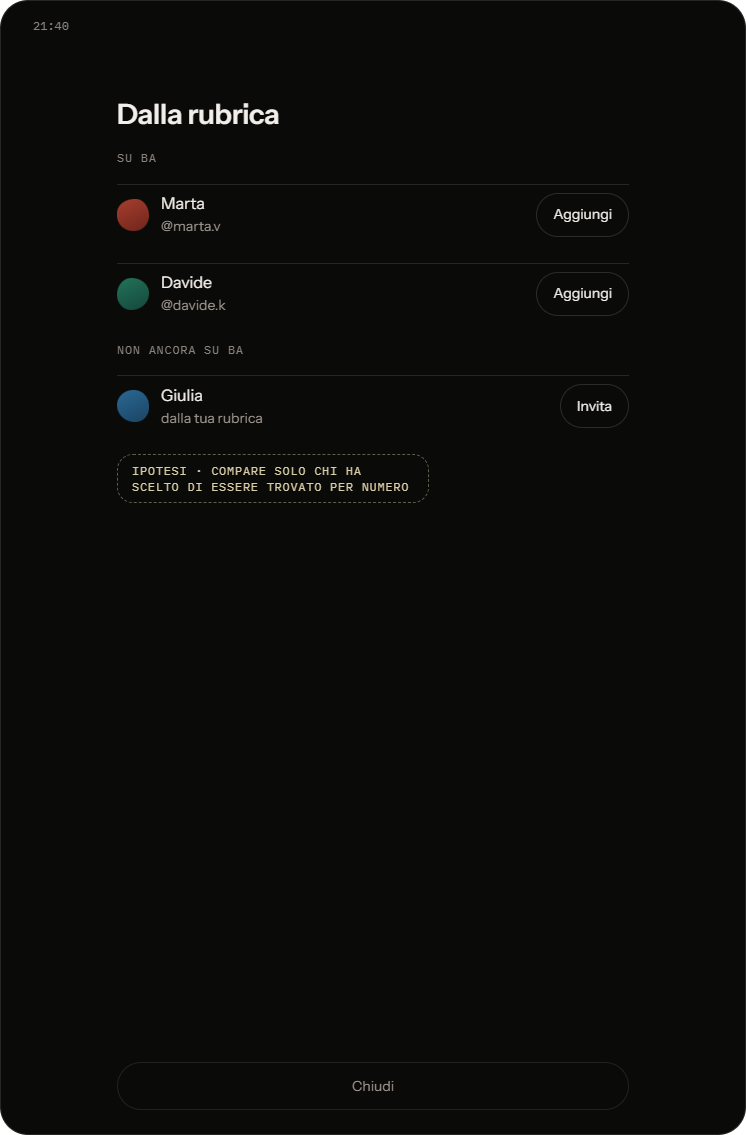 21:40
Dalla rubrica
SU BA
Marta
@marta.v
Aggiungi
Davide
@davide.k
Aggiungi
NON ANCORA SU BA
Giulia
dalla tua rubrica
Invita
IPOTESI · COMPARE SOLO CHI HA
SCELTO DI ESSERE TROVATO PER NUMERO
Chiudi